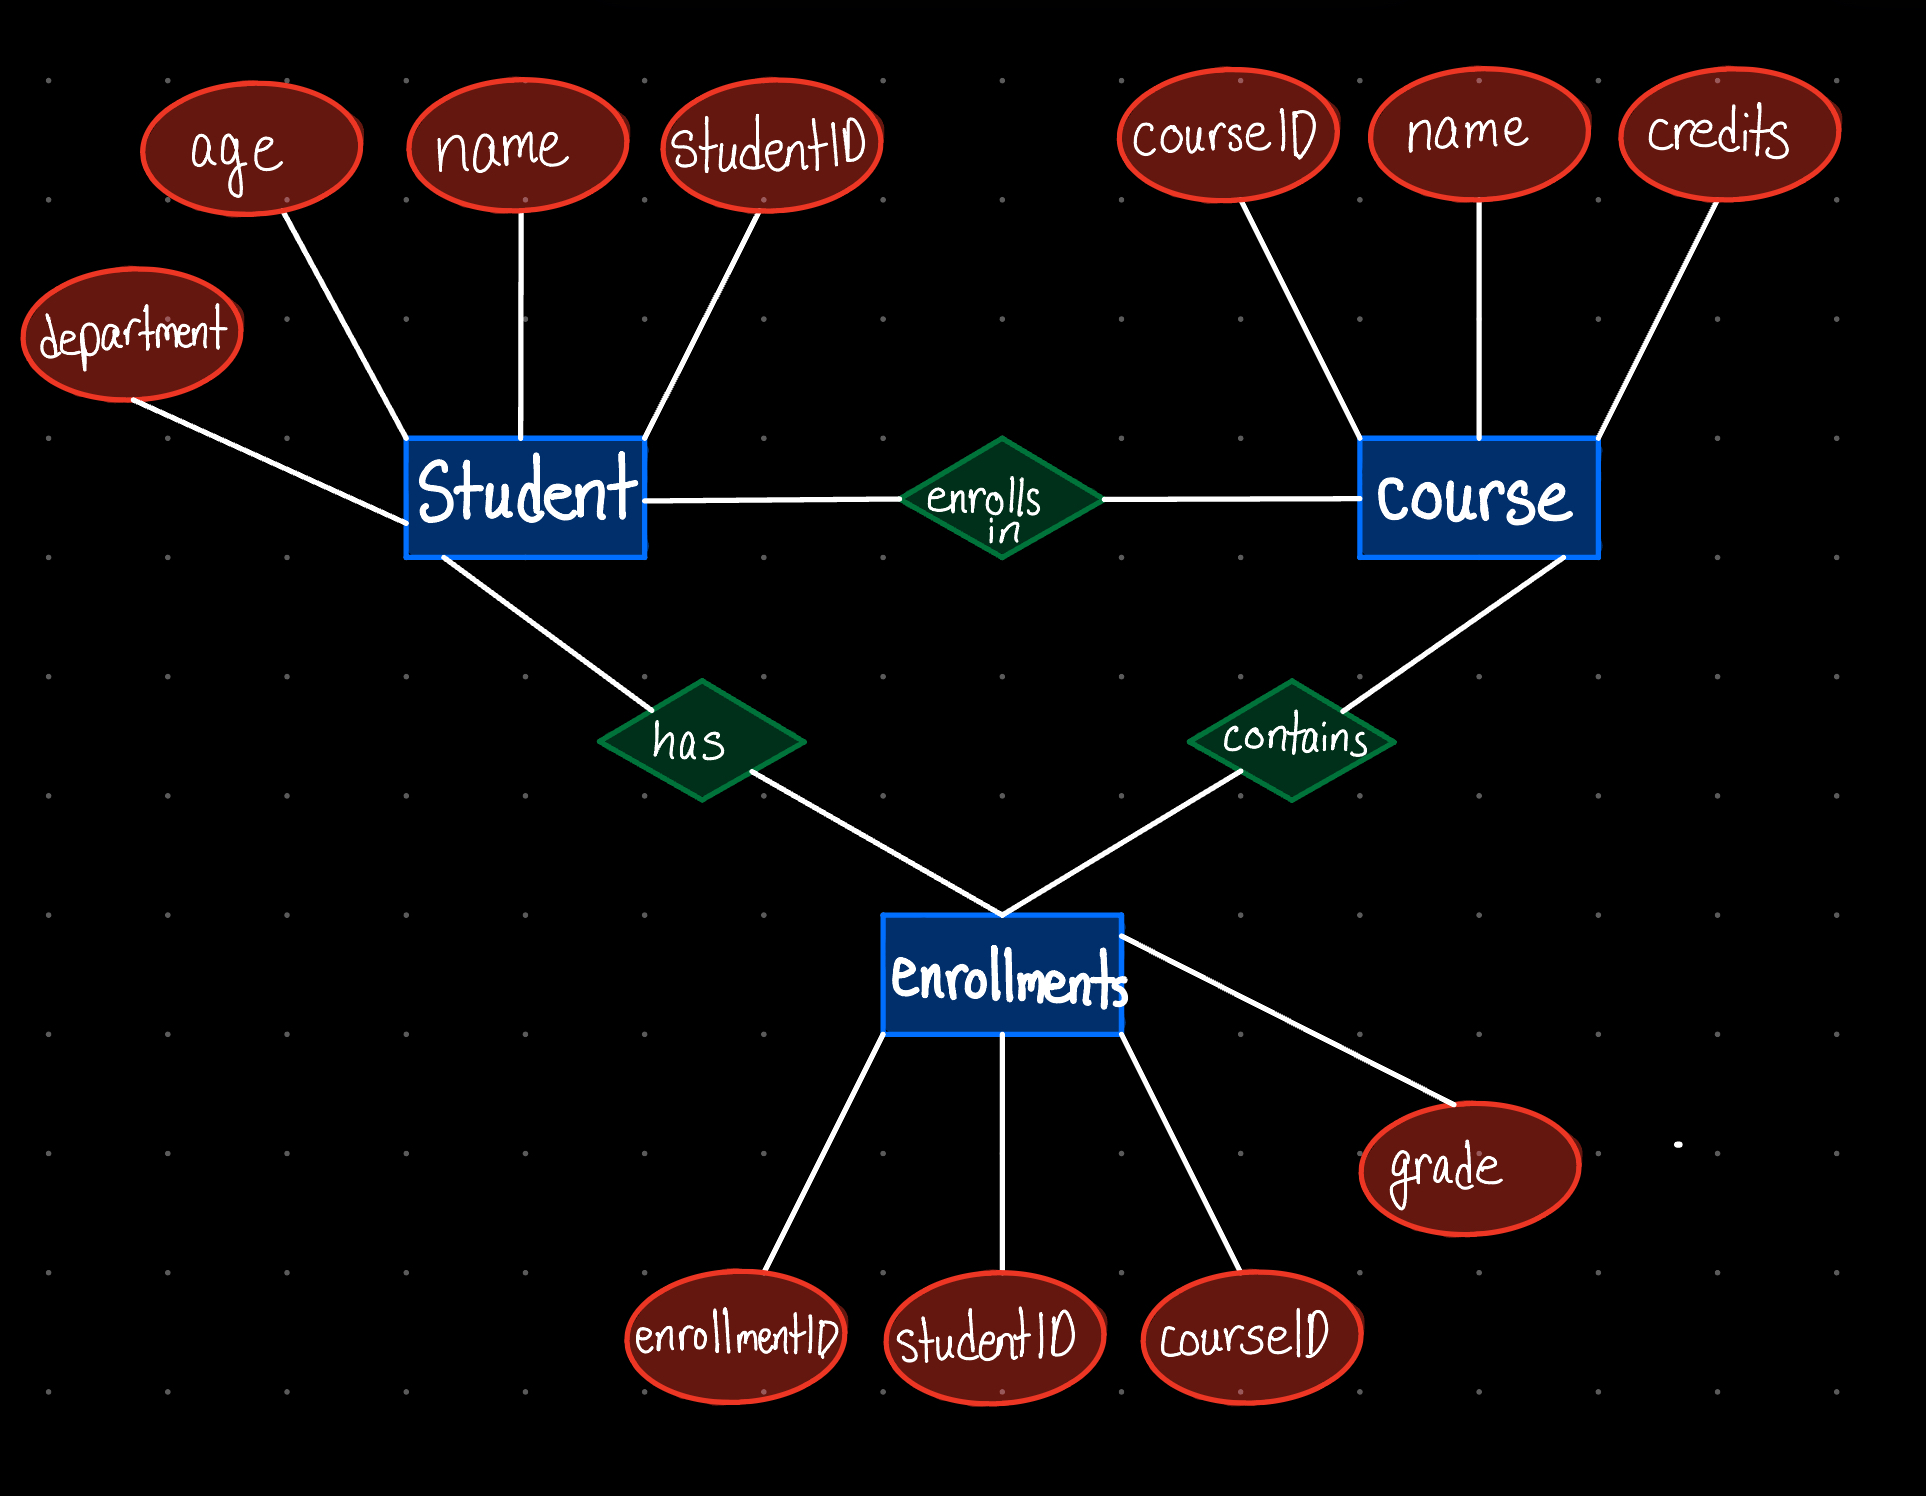 age
name
StudentID
courseID
name
credits
department
Student
enrolls
in
course
has
contains
enrollments
grade
enrollmentID
studentID
courseID